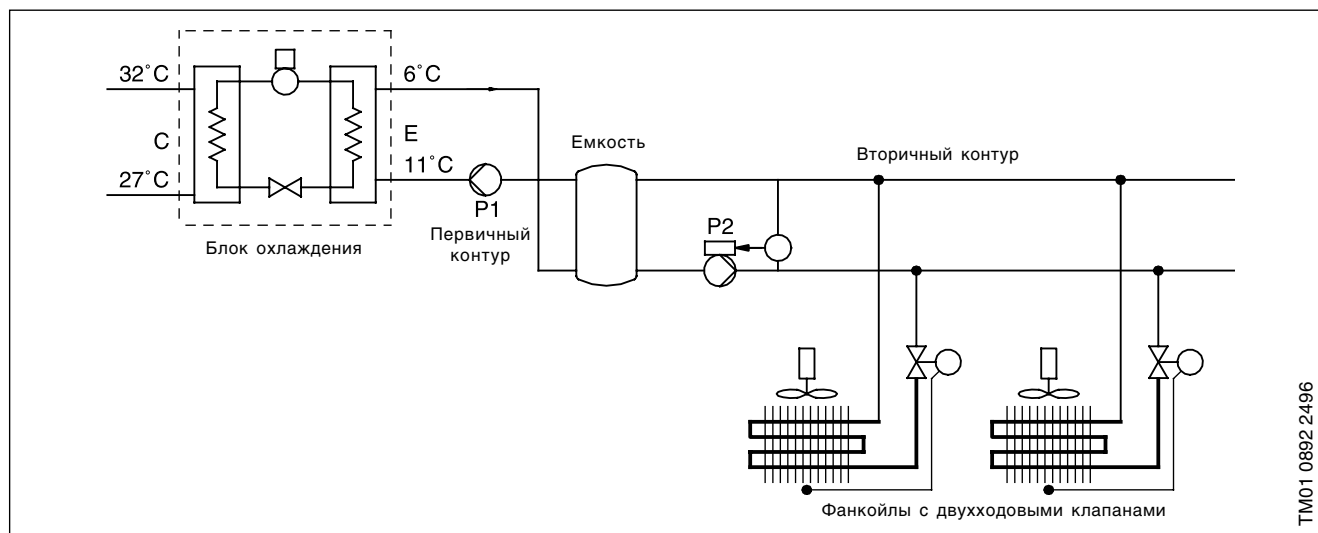 32°C
6°C
C
E
27°C
11°C
Блок охлаждения
P1
Первичный
контур
Емкость
P2
Вторичный контур
Фанкойлы с двухходовыми клапанами
TM01 0892 2496